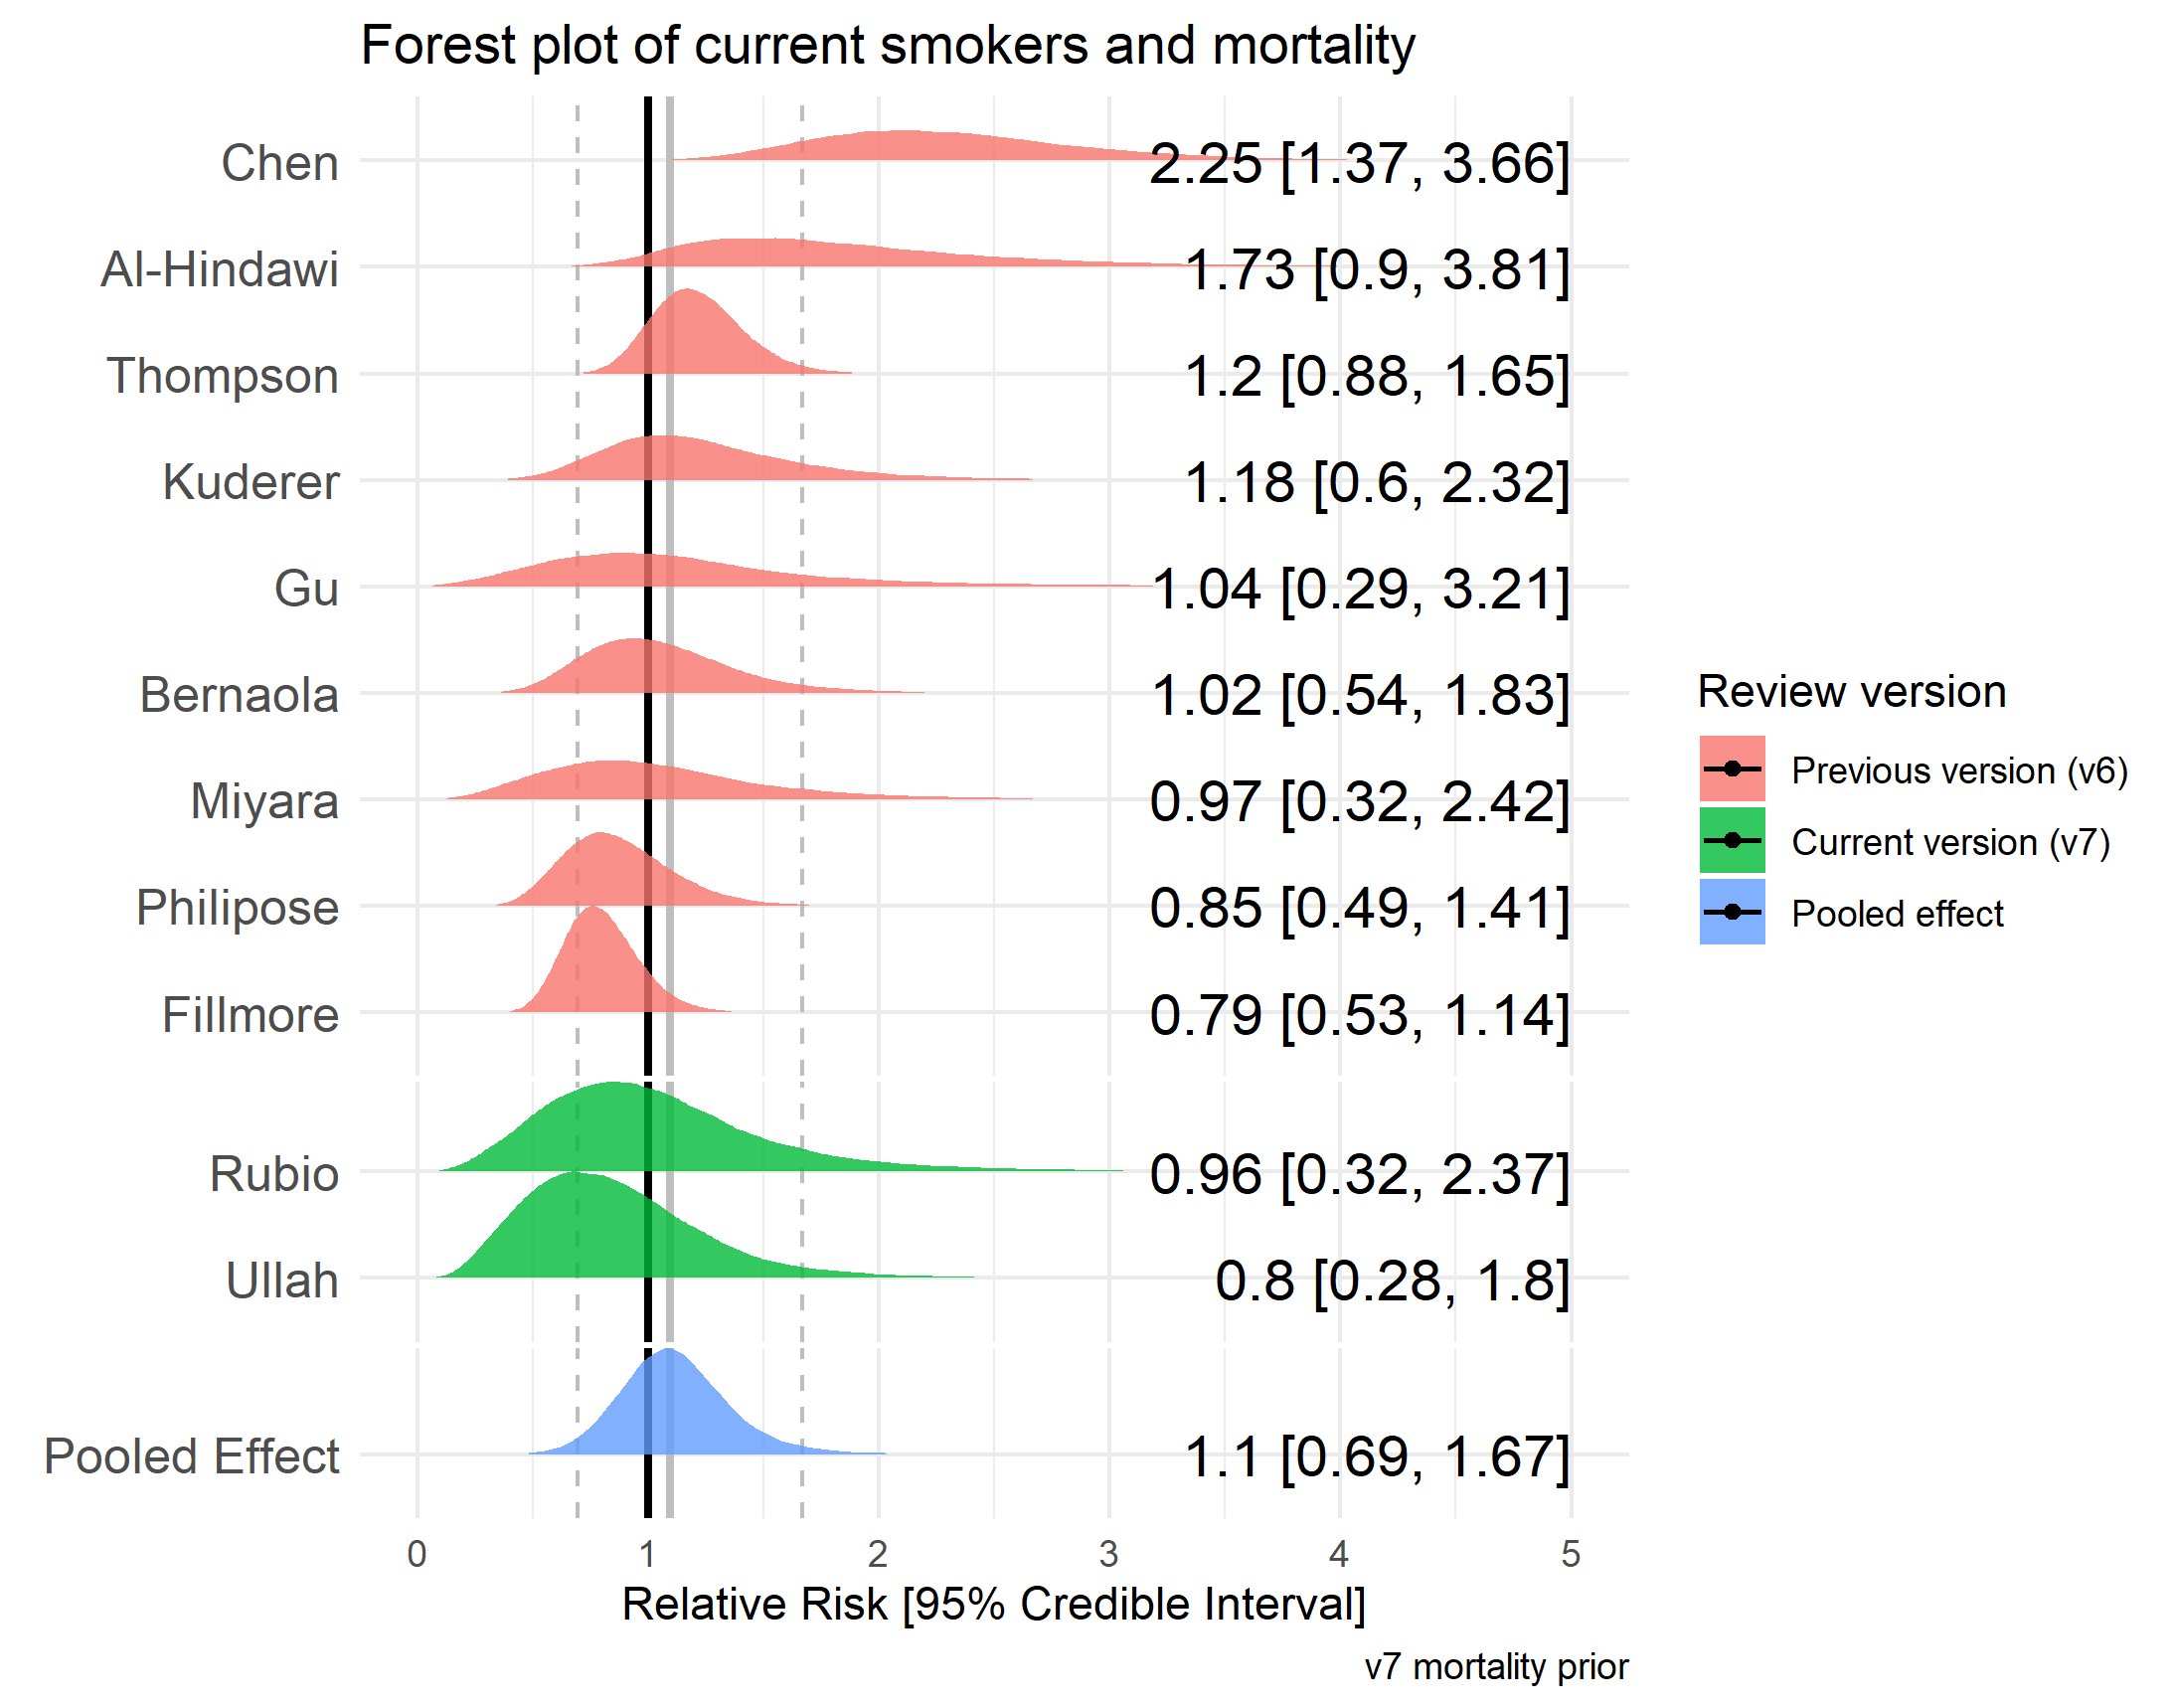 Forest plot of current smokers and mortality
Chen 2.25 [1.37, 3.66]
Al-Hindawi 1.73 [0.9, 3.81]
Thompson 1.2 [0.88, 1.65]
Kuderer 1.18 [0.6, 2.32]
Gu 1.04 [0.29, 3.21]
Bernaola 1.02 [0.54, 1.83]
Miyara 0.97 [0.32, 2.42]
Philipose 0.85 [0.49, 1.41]
Fillmore 0.79 [0.53, 1.14]
Rubio 0.96 [0.32, 2.37]
Ullah 0.8 [0.28, 1.8]
Pooled Effect 1.1 [0.69, 1.67]
0 1 2 3 4 5
Relative Risk [95% Credible Interval]
v7 mortality prior
Review version
Previous version (v6)
Current version (v7)
Pooled effect